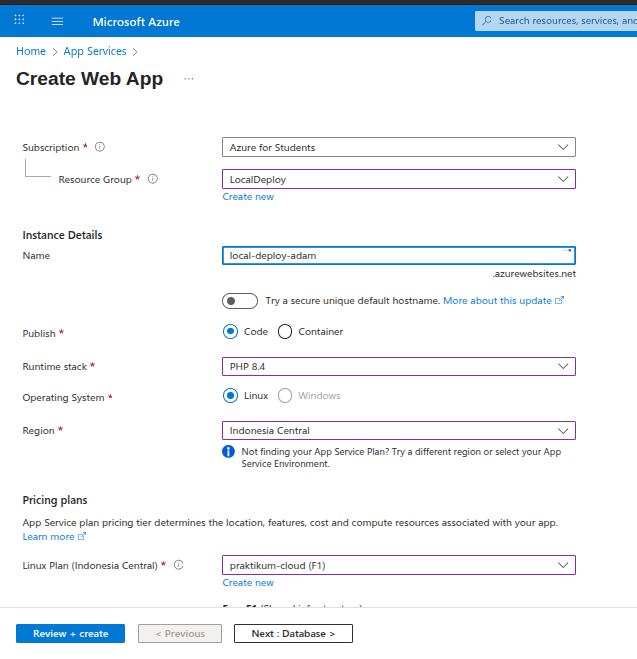 Microsoft Azure
Search resources, services, and
Home > App Services >
Create Web App ...
Subscription *
Azure for Students
Resource Group *
LocalDeploy
Create new
Instance Details
Name
local-deploy-adam
.azurewebsites.net
Try a secure unique default hostname. More about this update
Publish *
Code
Container
Runtime stack *
PHP 8.4
Operating System *
Linux
Windows
Region *
Indonesia Central
Not finding your App Service Plan? Try a different region or select your App
Service Environment.
Pricing plans
App Service plan pricing tier determines the location, features, cost and compute resources associated with your app.
Learn more
Linux Plan (Indonesia Central) *
praktikum-cloud (F1)
Create new
Review + create
< Previous
Next : Database >